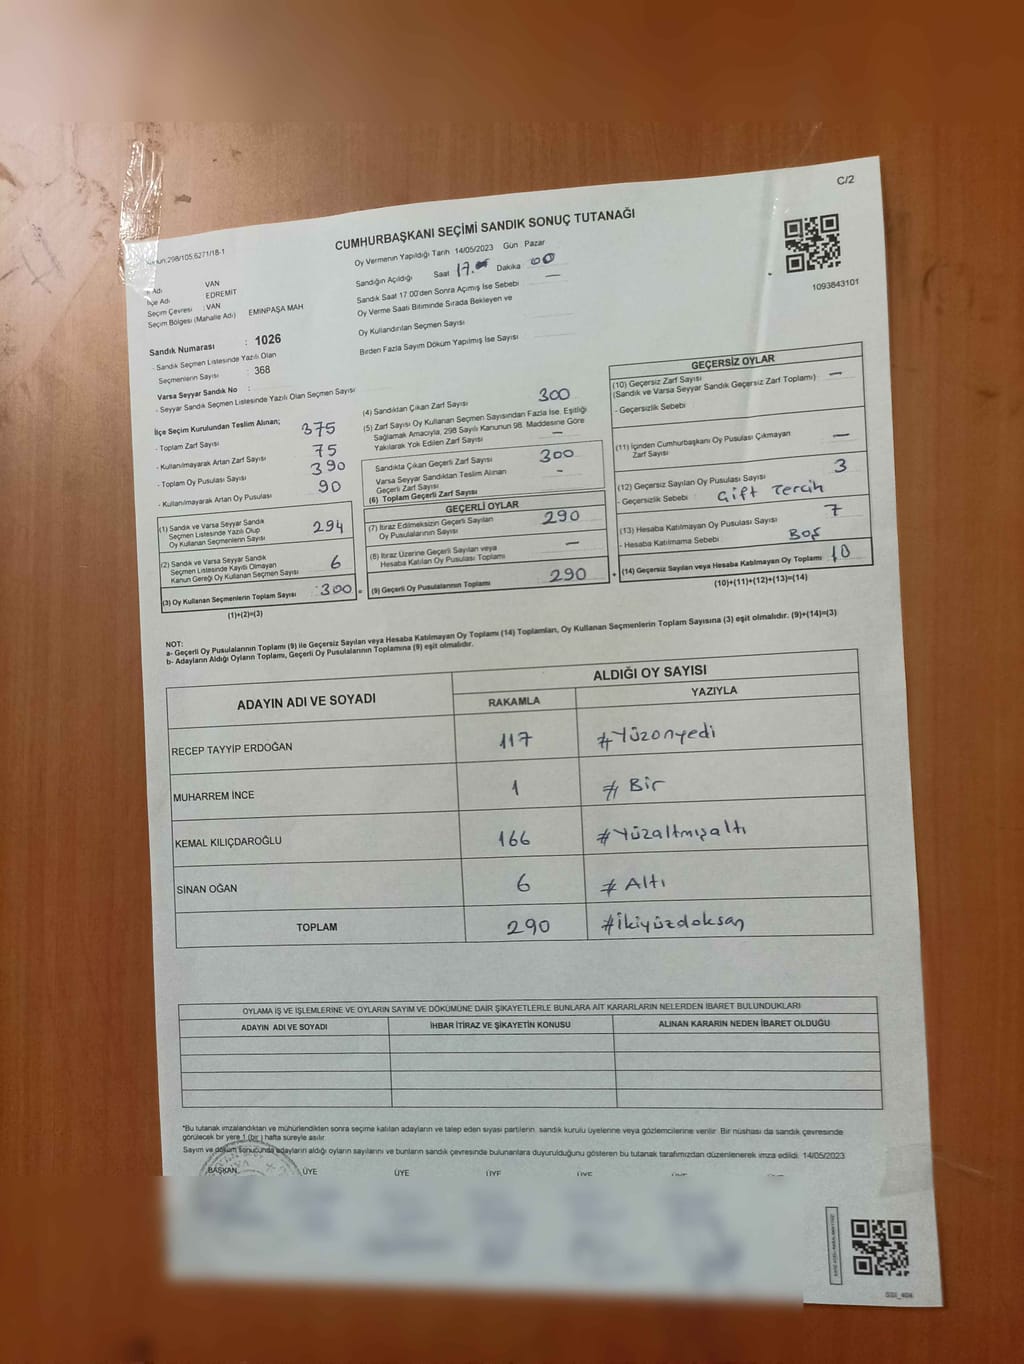 C/2
CUMHURBAŞKANI SEÇİMİ SANDIK SONUÇ TUTANAĞI
298/105,6271/18-1
Oy Vermenin Yapıldığı Tarih 14/05/2023 Gün Pazar
Sandığın Açıldığı Saat 17.00 Dakika 00
Sandık Saat 17.00'den Sonra Açılmış İse Sebebi —
Oy Verme Saati Bitiminde Sırada Bekleyen ve
Oy Kullandırılan Seçmen Sayısı
Birden Fazla Sayım Döküm Yapılmış İse Sayısı
1093843101
İl Adı VAN
İlçe Adı EDREMİT
Seçim Çevresi : VAN
Seçim Bölgesi (Mahalle Adı) EMİNPAŞA MAH
Sandık Numarası : 1026
- Sandık Seçmen Listesinde Yazılı Olan
Seçmenlerin Sayısı : 368
Varsa Seyyar Sandık No :
- Seyyar Sandık Seçmen Listesinde Yazılı Olan Seçmen Sayısı
İlçe Seçim Kurulundan Teslim Alınan;
- Toplam Zarf Sayısı 375
- Kullanılmayarak Artan Zarf Sayısı 75
- Toplam Oy Pusulası Sayısı 390
- Kullanılmayarak Artan Oy Pusulası 90
(1) Sandık ve Varsa Seyyar Sandık
Seçmen Listesinde Yazılı Olup
Oy Kullanan Seçmenlerin Sayısı 294
(2) Sandık ve Varsa Seyyar Sandık
Seçmen Listesinde Kayıtlı Olmayan
Kanun Gereği Oy Kullanan Seçmen Sayısı 6
(3) Oy Kullanan Seçmenlerin Toplam Sayısı 300
(1)+(2)=(3)
(4) Sandıktan Çıkan Zarf Sayısı 300
(5) Zarf Sayısı Oy Kullanan Seçmen Sayısından Fazla İse, Eşitliği
Sağlamak Amacıyla, 298 Sayılı Kanunun 98. Maddesine Göre
Yakılarak Yok Edilen Zarf Sayısı —
Sandıkta Çıkan Geçerli Zarf Sayısı 300
Varsa Seyyar Sandıktan Teslim Alınan
Geçerli Zarf Sayısı -
(6) Toplam Geçerli Zarf Sayısı
GEÇERLİ OYLAR
(7) İtiraz Edilmeksizin Geçerli Sayılan
Oy Pusulalarının Sayısı 290
(8) İtiraz Üzerine Geçerli Sayılan veya
Hesaba Katılan Oy Pusulası Toplamı —
(9) Geçerli Oy Pusulalarının Toplamı 290
GEÇERSİZ OYLAR
(10) Geçersiz Zarf Sayısı —
(Sandık ve Varsa Seyyar Sandık Geçersiz Zarf Toplamı)
- Geçersizlik Sebebi
(11) İçinden Cumhurbaşkanı Oy Pusulası Çıkmayan
Zarf Sayısı —
(12) Geçersiz Sayılan Oy Pusulası Sayısı 3
- Geçersizlik Sebebi : Çift Tercih
(13) Hesaba Katılmayan Oy Pusulası Sayısı 7
- Hesaba Katılmama Sebebi : Boş
(14) Geçersiz Sayılan veya Hesaba Katılmayan Oy Toplamı 10
(10)+(11)+(12)+(13)=(14)
NOT:
a- Geçerli Oy Pusulalarının Toplamı (9) ile Geçersiz Sayılan veya Hesaba Katılmayan Oy Toplamı (14) Toplamları, Oy Kullanan Seçmenlerin Toplam Sayısına (3) eşit olmalıdır. (9)+(14)=(3)
b- Adayların Aldığı Oyların Toplamı, Geçerli Oy Pusulalarının Toplamına (9) eşit olmalıdır.
ADAYIN ADI VE SOYADI
ALDIĞI OY SAYISI
RAKAMLA YAZIYLA
RECEP TAYYİP ERDOĞAN 117 #Yüzonyedi
MUHARREM İNCE 1 # Bir
KEMAL KILIÇDAROĞLU 166 #Yüzaltmışaltı
SİNAN OĞAN 6 # Altı
TOPLAM 290 #İkiyüzdoksan
OYLAMA İŞ VE İŞLEMLERİNE VE OYLARIN SAYIM VE DÖKÜMÜNE DAİR ŞİKAYETLERLE BUNLARA AİT KARARLARIN NELERDEN İBARET BULUNDUKLARI
ADAYIN ADI VE SOYADI İHBAR İTİRAZ VE ŞİKAYETİN KONUSU ALINAN KARARIN NEDEN İBARET OLDUĞU
*Bu tutanak imzalandıktan ve mühürlendikten sonra seçime katılan adayların ve talep eden siyasi partilerin, sandık kurulu üyelerine veya gözlemcilerine verilir. Bir nüshası da sandık çevresinde
görülecek bir yere 1 (bir) hafta süreyle asılır.
Sayım ve döküm sonucunda adayların aldığı oyların sayılarını ve bunların sandık çevresinde bulunanlara duyurulduğunu gösteren bu tutanak tarafımızdan düzenlenerek imza edildi. 14/05/2023
BAŞKAN ÜYE ÜYE ÜYE ÜYE ÜYE ÜYE